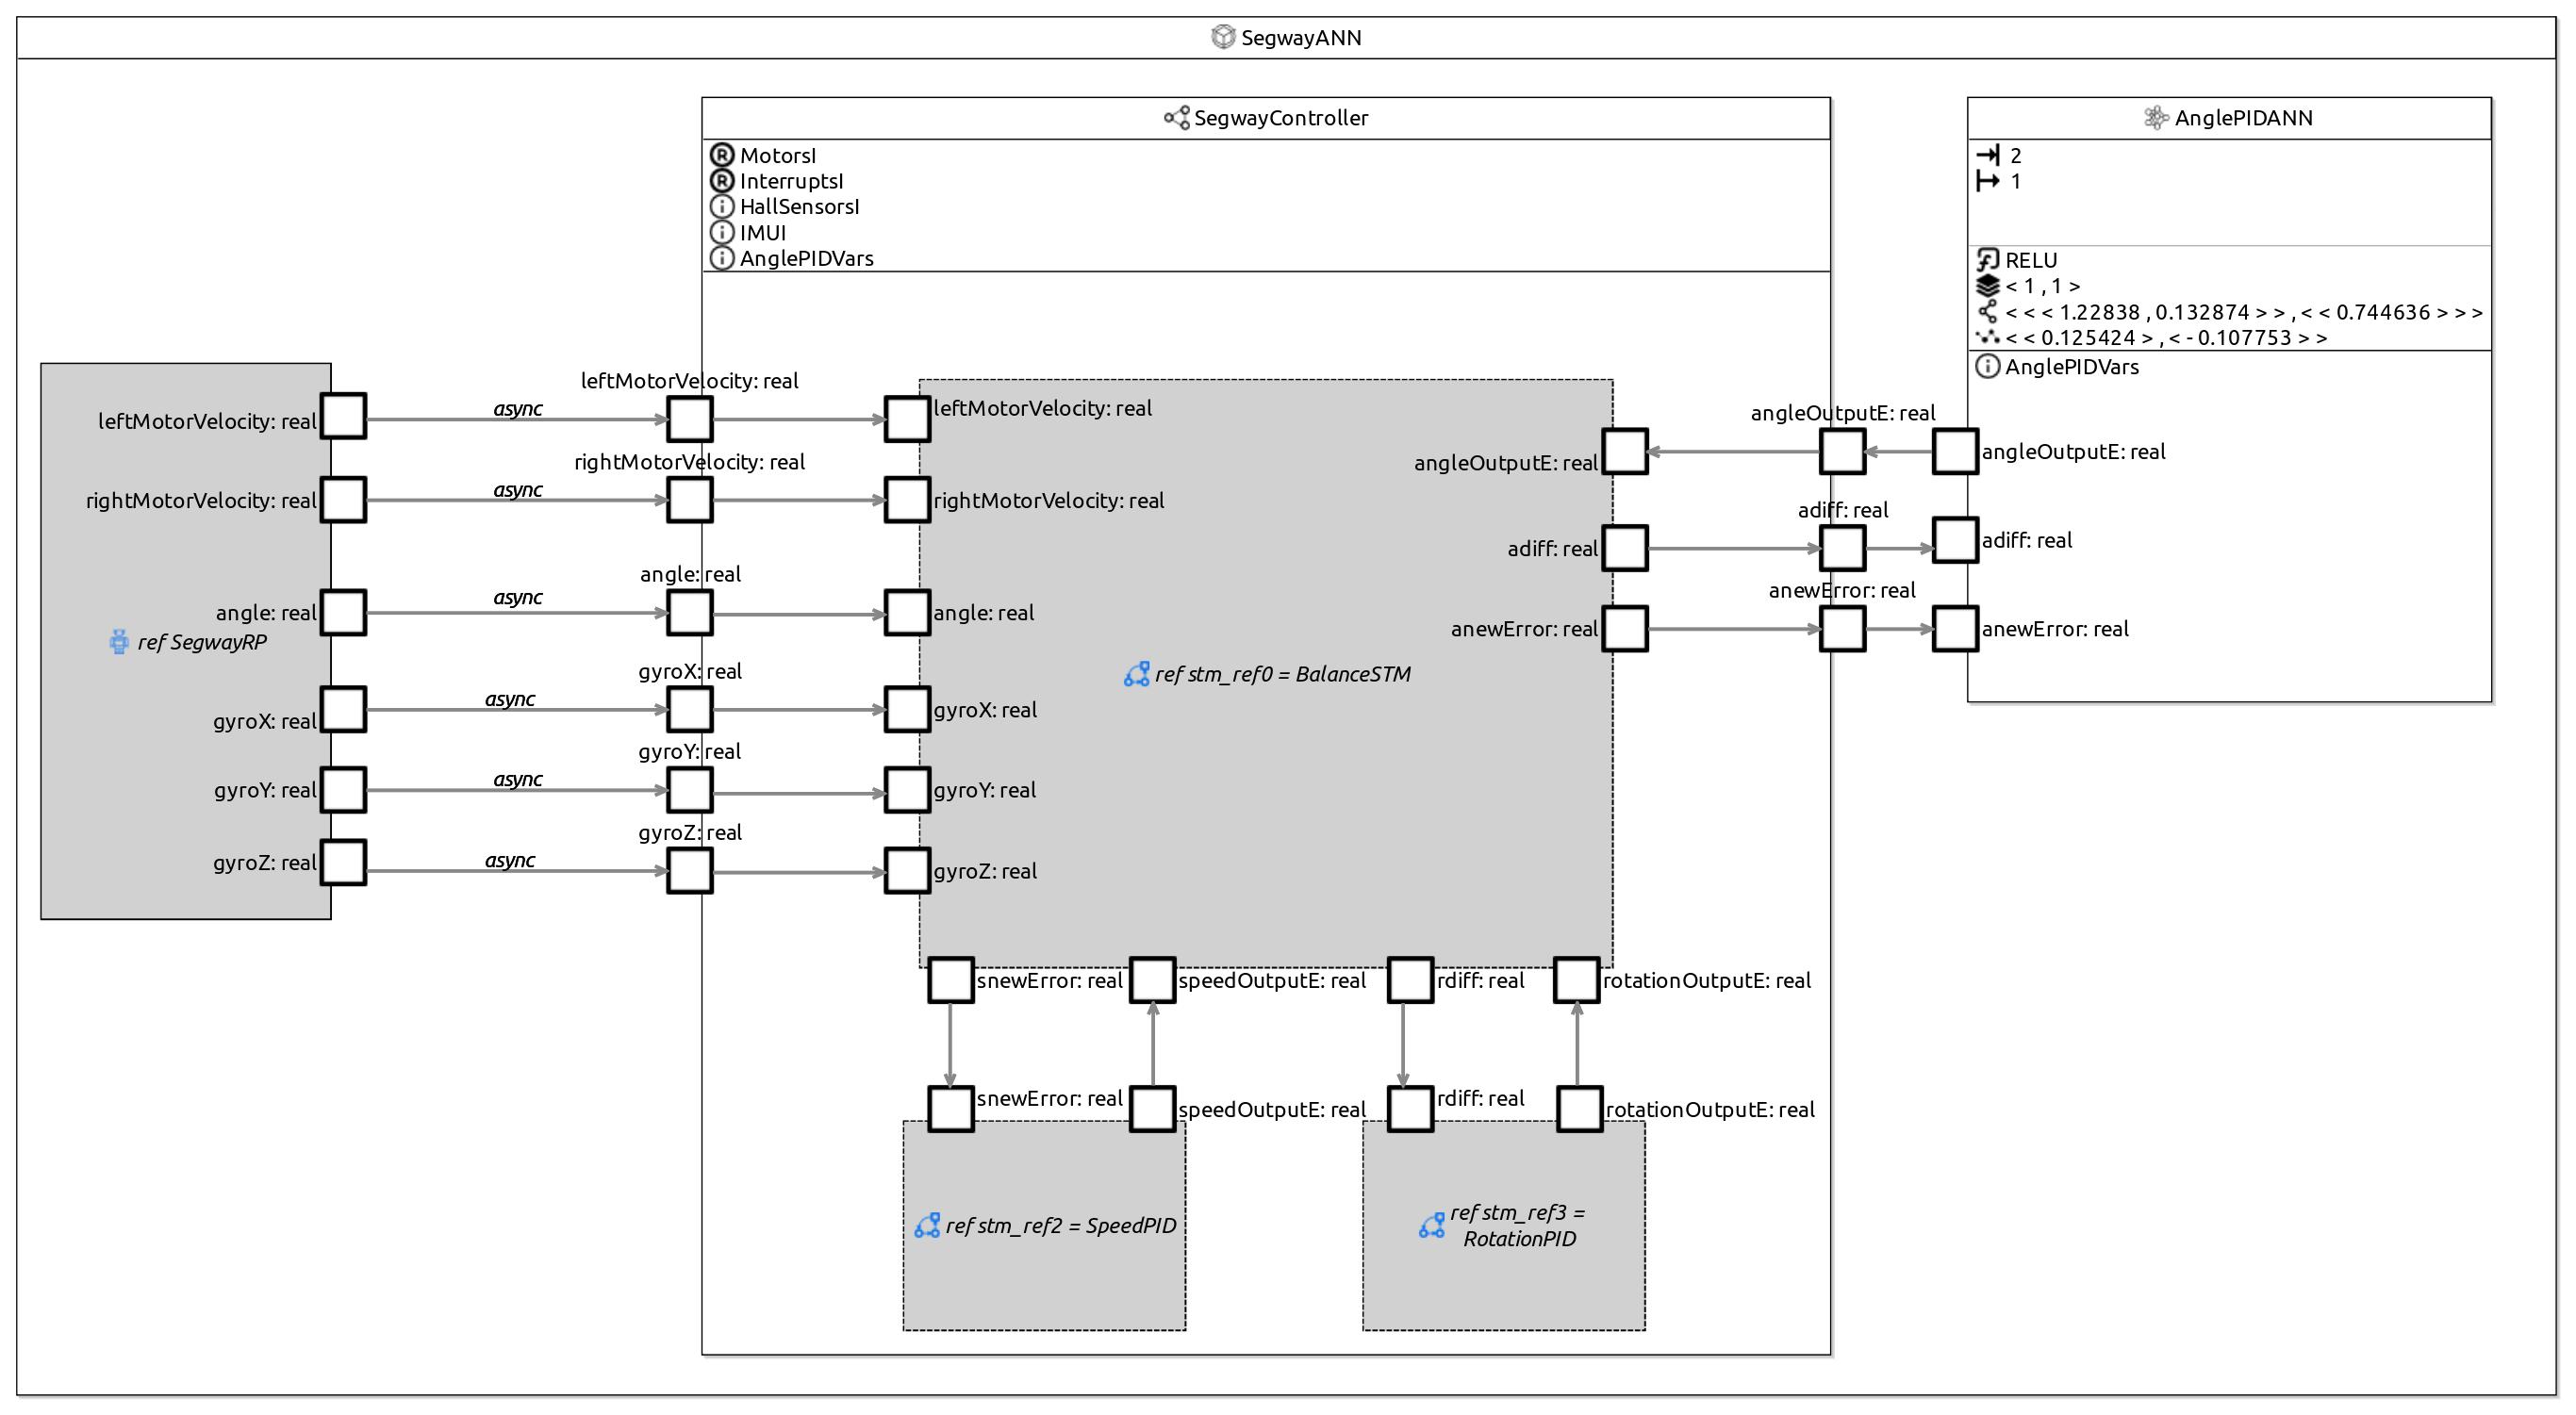 SegwayANN
SegwayController
MotorsI
InterruptsI
HallSensorsI
IMUI
AnglePIDVars
AnglePIDANN
2
1
RELU
< 1 , 1 >
< < < 1.22838 , 0.132874 > > , < < 0.744636 > > >
< < 0.125424 > , < - 0.107753 > >
AnglePIDVars
leftMotorVelocity: real
rightMotorVelocity: real
angle: real
ref SegwayRP
gyroX: real
gyroY: real
gyroZ: real
async
async
async
async
async
async
leftMotorVelocity: real
rightMotorVelocity: real
angle: real
gyroX: real
gyroY: real
gyroZ: real
leftMotorVelocity: real
rightMotorVelocity: real
angle: real
gyroX: real
gyroY: real
gyroZ: real
ref stm_ref0 = BalanceSTM
angleOutputE: real
adiff: real
anewError: real
angleOutputE: real
adiff: real
anewError: real
angleOutputE: real
adiff: real
anewError: real
snewError: real
speedOutputE: real
rdiff: real
rotationOutputE: real
snewError: real
speedOutputE: real
rdiff: real
rotationOutputE: real
ref stm_ref2 = SpeedPID
ref stm_ref3 =
RotationPID